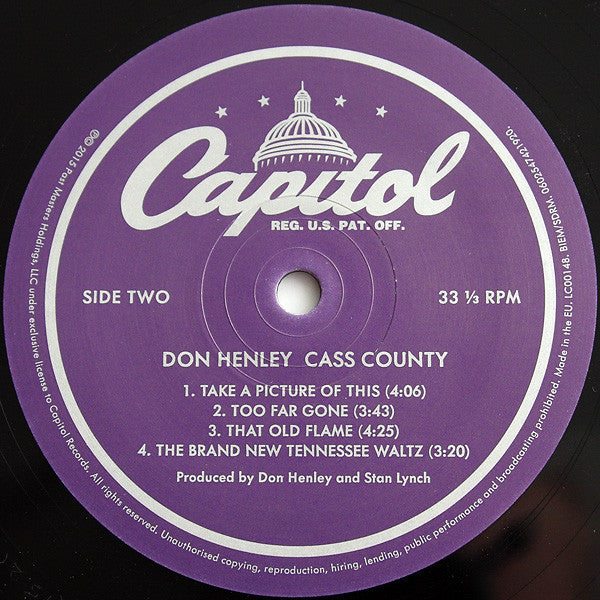 Capitol
REG. U.S. PAT. OFF.
SIDE TWO
33 ⅓ RPM
DON HENLEY CASS COUNTY
1. TAKE A PICTURE OF THIS (4:06)
2. TOO FAR GONE (3:43)
3. THAT OLD FLAME (4:25)
4. THE BRAND NEW TENNESSEE WALTZ (3:20)
Produced by Don Henley and Stan Lynch
℗© 2015 Past Masters Holdings, LLC under exclusive license to Capitol Records. All rights reserved. Unauthorised copying, reproduction, hiring, lending, public performance and broadcasting prohibited. Made in the EU. LC00148. BIEM/SDRM. 0602547421920.